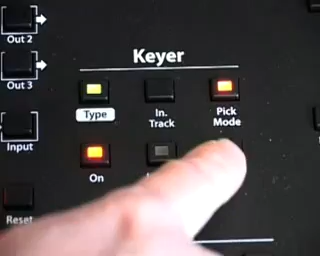 Out 2
Keyer
Out 3
Type
In.
Track
Pick
Mode
Input
On
Reset